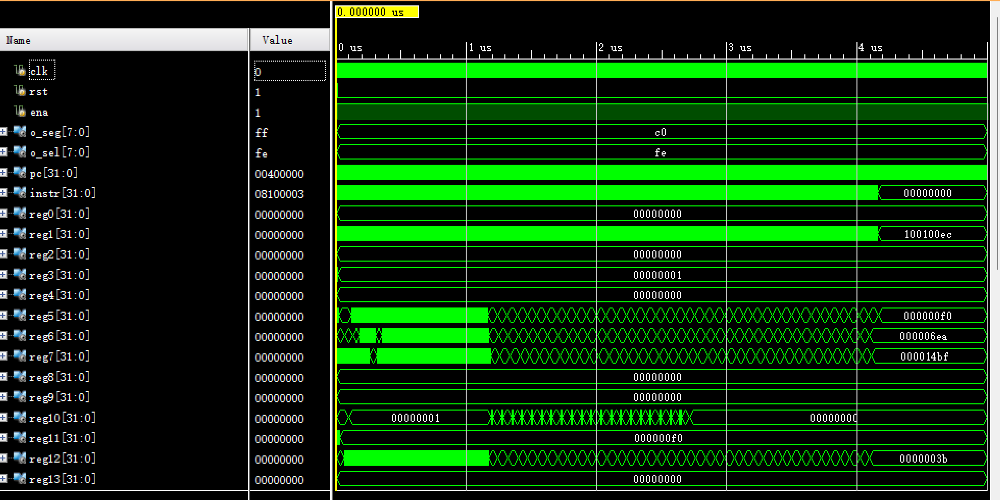 0.000000 us
Name Value
0 us 1 us 2 us 3 us 4 us
clk 0
rst 1
ena 1
o_seg[7:0] ff c0
o_sel[7:0] fe fe
pc[31:0] 00400000
instr[31:0] 08100003 00000000
reg0[31:0] 00000000 00000000
reg1[31:0] 00000000 100100ec
reg2[31:0] 00000000 00000000
reg3[31:0] 00000000 00000001
reg4[31:0] 00000000 00000000
reg5[31:0] 00000000 000000f0
reg6[31:0] 00000000 000006ea
reg7[31:0] 00000000 000014bf
reg8[31:0] 00000000 00000000
reg9[31:0] 00000000 00000000
reg10[31:0] 00000000 00000001 00000000
reg11[31:0] 00000000 000000f0
reg12[31:0] 00000000 0000003b
reg13[31:0] 00000000 00000000